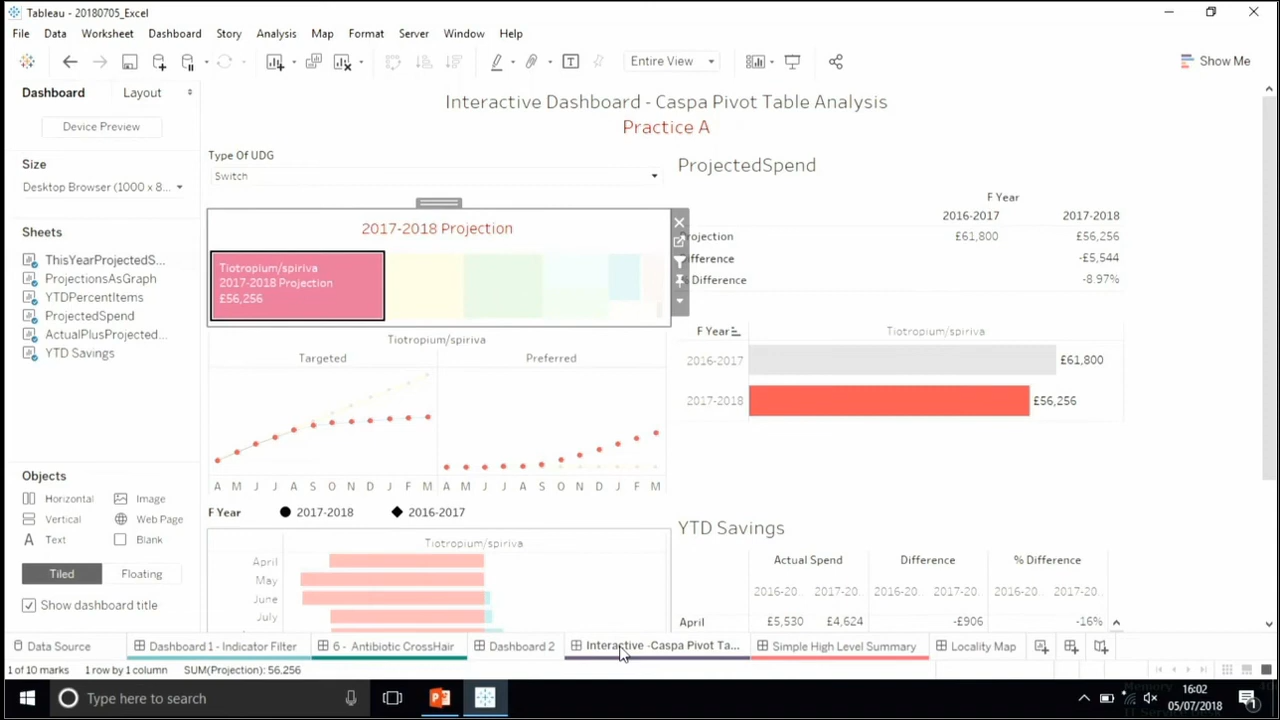 Tableau - 20180705_Excel
File Data Worksheet Dashboard Story Analysis Map Format Server Window Help
Entire View
Show Me
Dashboard Layout
Device Preview
Size
Desktop Browser (1000 x 8...
Sheets
ThisYearProjectedS...
ProjectionsAsGraph
YTDPercentItems
ProjectedSpend
ActualPlusProjected...
YTD Savings
Objects
Horizontal Image
Vertical Web Page
A Text Blank
Tiled Floating
Show dashboard title
Interactive Dashboard - Caspa Pivot Table Analysis
Practice A
Type Of UDG
Switch
2017-2018 Projection
Tiotropium/spiriva
2017-2018 Projection
£56,256
Tiotropium/spiriva
Targeted Preferred
A M J J A S O N D J F M A M J J A S O N D J F M
F Year 2017-2018 2016-2017
Tiotropium/spiriva
April
May
June
July
ProjectedSpend
F Year
2016-2017 2017-2018
Projection £61,800 £56,256
Difference -£5,544
% Difference -8.97%
F Year Tiotropium/spiriva
2016-2017 £61,800
2017-2018 £56,256
YTD Savings
Actual Spend Difference % Difference
2016-20.. 2017-20.. 2016-20.. 2017-20.. 2016-20.. 2017-20..
April £5,530 £4,624 -£906 -16%
Data Source Dashboard 1 - Indicator Filter 6 - Antibiotic CrossHair Dashboard 2 Interactive -Caspa Pivot Ta... Simple High Level Summary Locality Map
1 of 10 marks 1 row by 1 column SUM(Projection): 56,256
Type here to search
16:02
05/07/2018
1